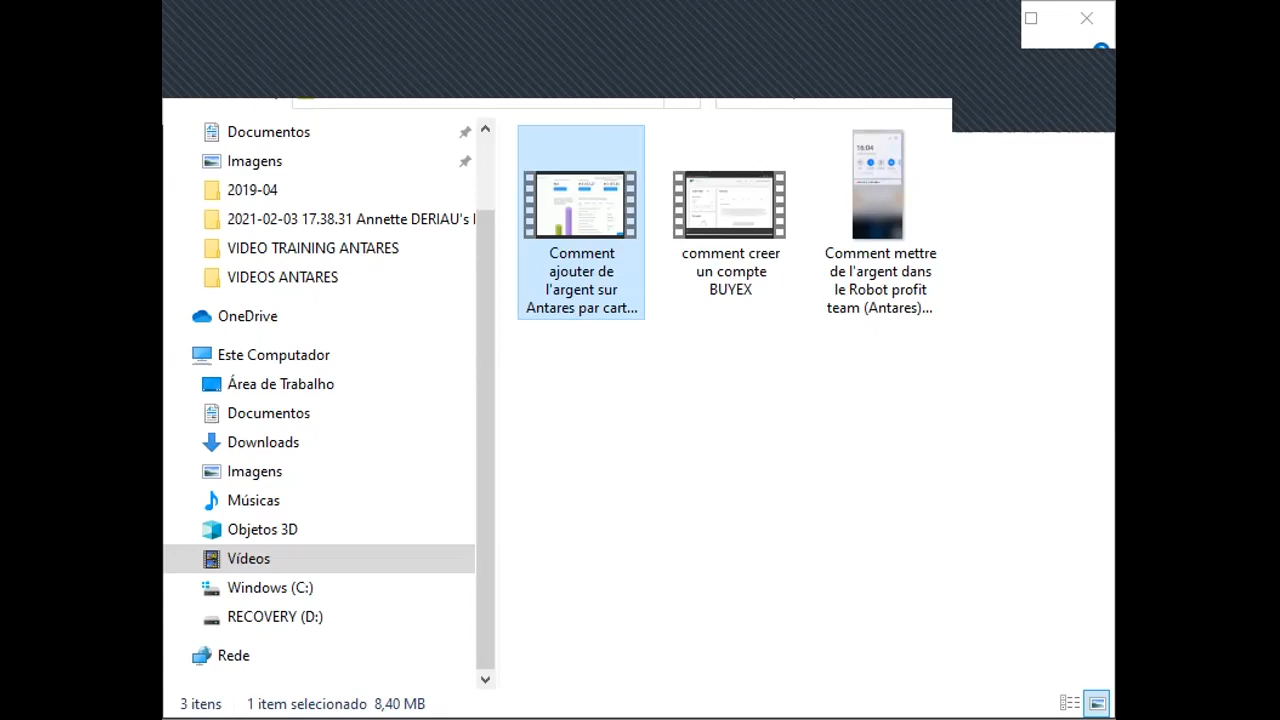 Documentos
Imagens
2019-04
2021-02-03 17.38.31 Annette DERIAU's
VIDEO TRAINING ANTARES
VIDEOS ANTARES
OneDrive
Este Computador
Área de Trabalho
Documentos
Downloads
Imagens
Músicas
Objetos 3D
Vídeos
Windows (C:)
RECOVERY (D:)
Rede
Comment
ajouter de
l'argent sur
Antares par cart...
comment creer
un compte
BUYEX
16:04
Comment mettre
de l'argent dans
le Robot profit
team (Antares)...
3 itens
1 item selecionado 8,40 MB